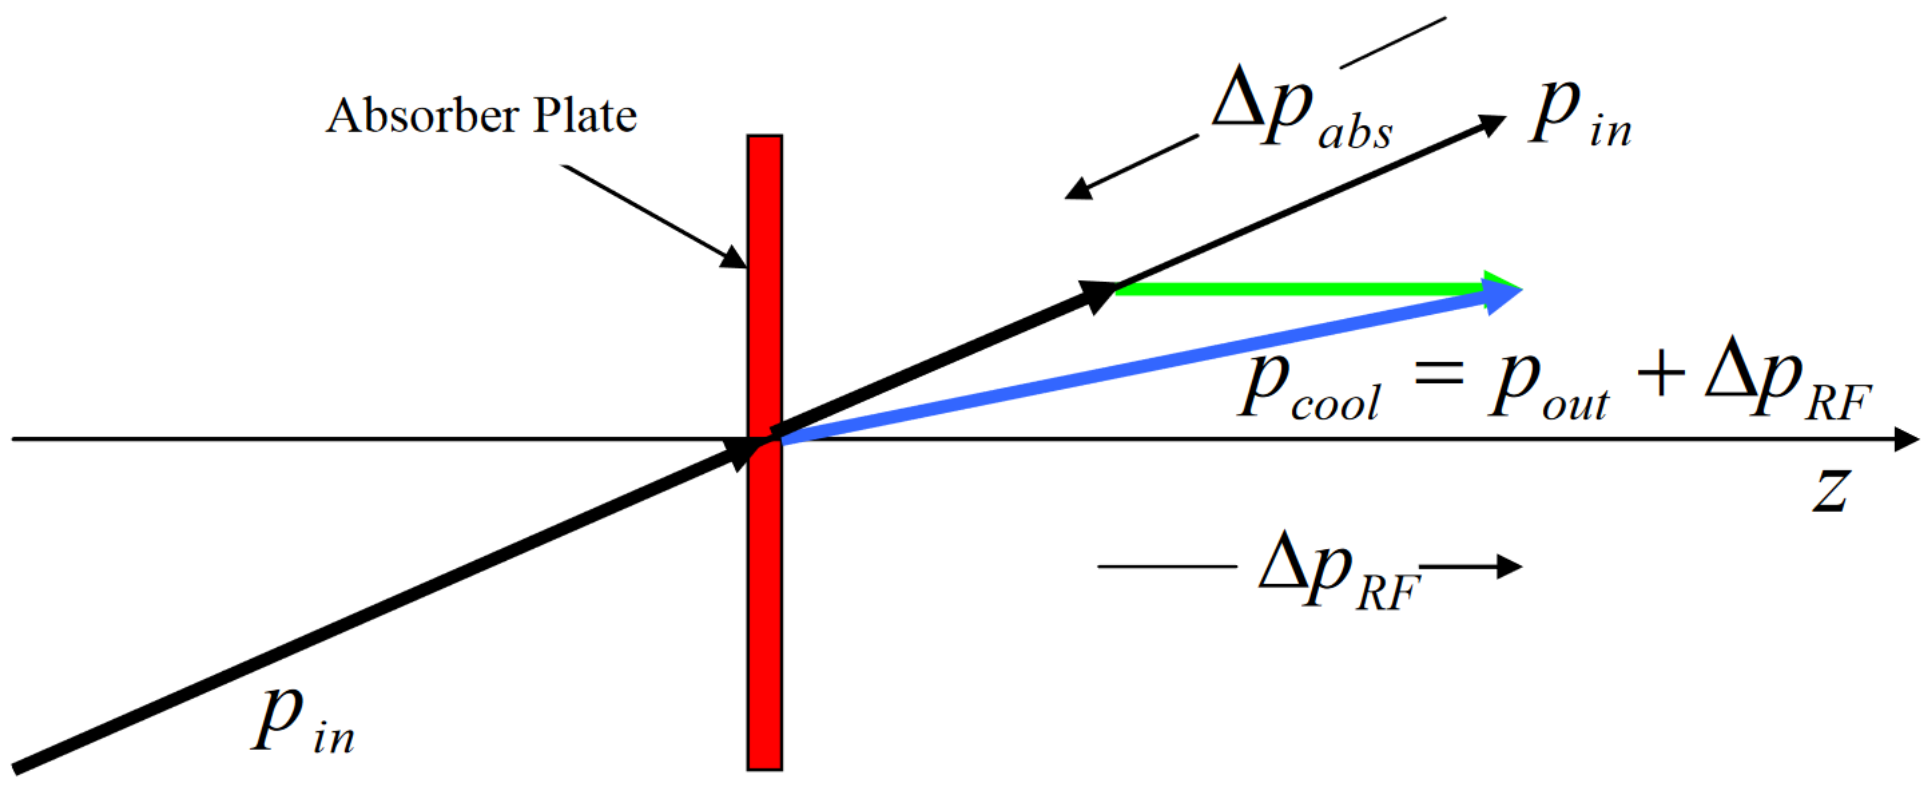 Absorber Plate
Δp_abs
p_in
p_cool = p_out + Δp_RF
z
Δp_RF
p_in